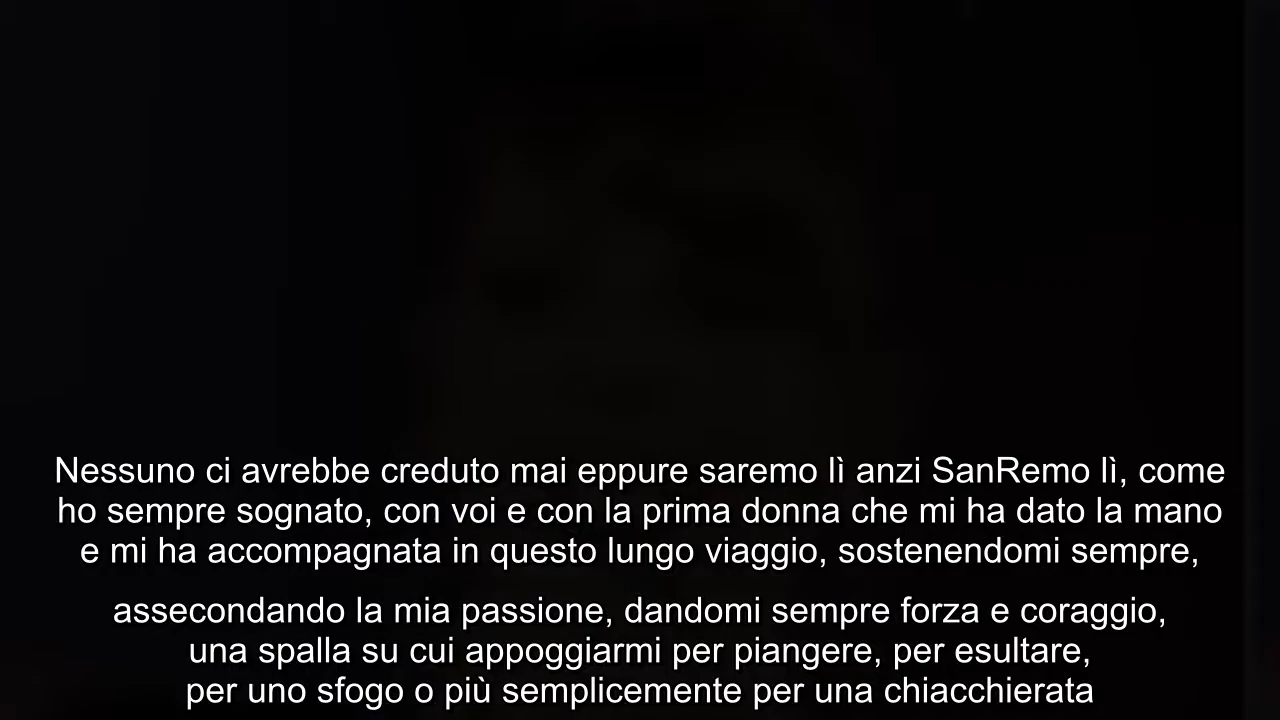 Nessuno ci avrebbe creduto mai eppure saremo lì anzi SanRemo lì, come
ho sempre sognato, con voi e con la prima donna che mi ha dato la mano
e mi ha accompagnata in questo lungo viaggio, sostenendomi sempre,
assecondando la mia passione, dandomi sempre forza e coraggio,
una spalla su cui appoggiarmi per piangere, per esultare,
per uno sfogo o più semplicemente per una chiacchierata